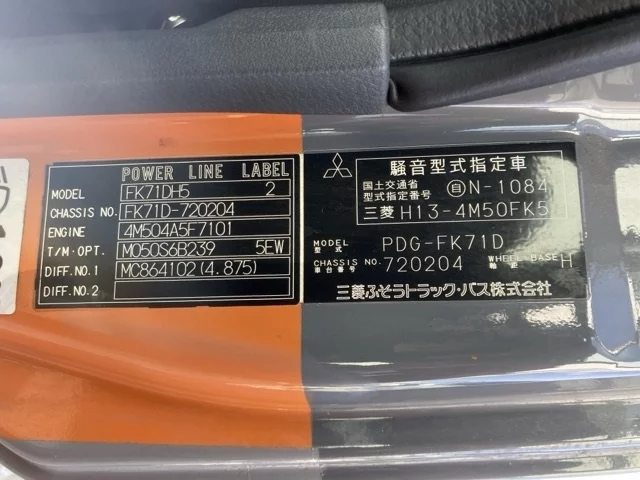 POWER LINE LABEL
MODEL FK71DH5 2
CHASSIS NO. FK71D-720204
ENGINE 4M504A5F7101
T/M・OPT. M050S6B239 5EW
DIFF.NO.1 MC864102(4.875)
DIFF.NO.2
騒音型式指定車
国土交通省
型式指定番号 自N-1084
三菱 H13-4M50FK5
MODEL
型式 PDG-FK71D
CHASSIS NO.
車台番号 720204 WHEEL-BASE
軸距 H
三菱ふそうトラック・バス株式会社